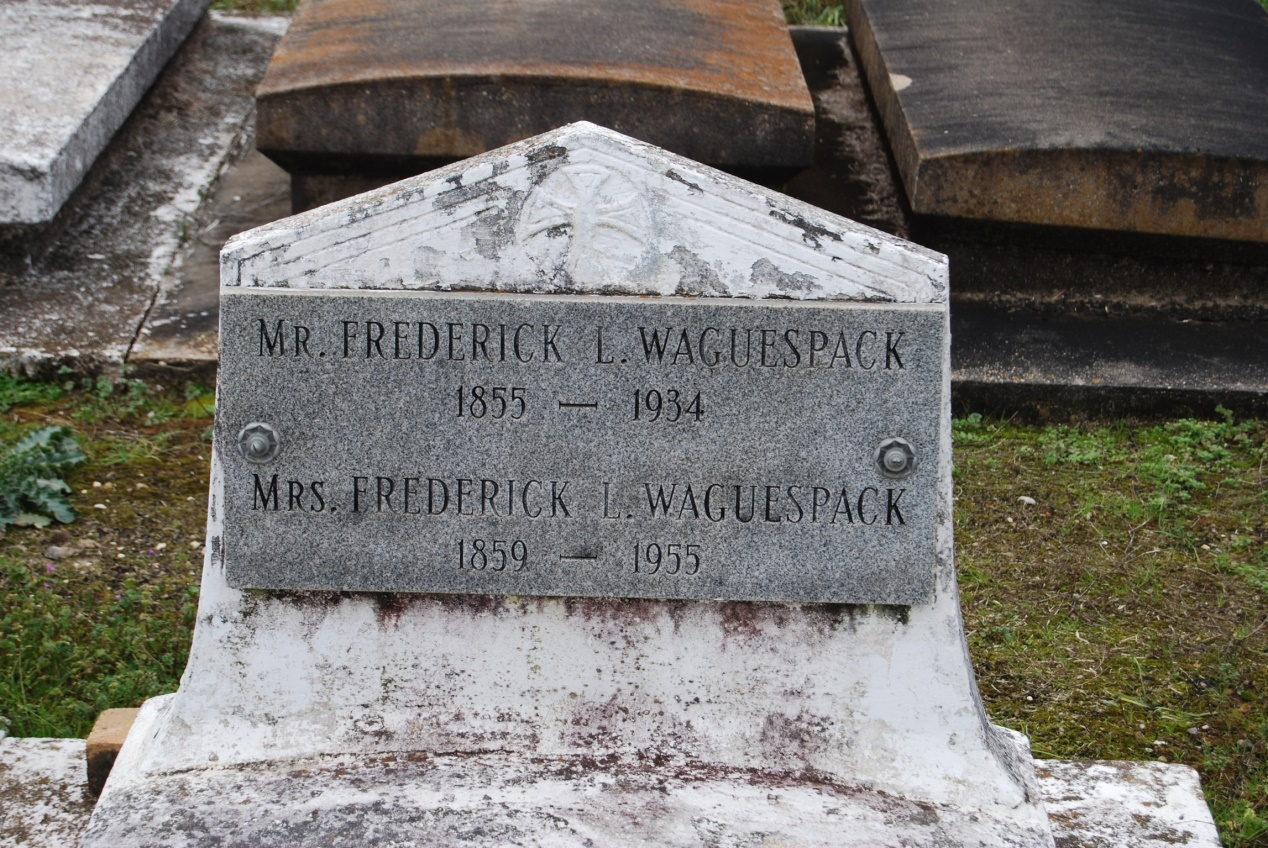 Mr. FREDERICK L. WAGUESPACK
1855 — 1934
Mrs. FREDERICK L. WAGUESPACK
1859 — 1955